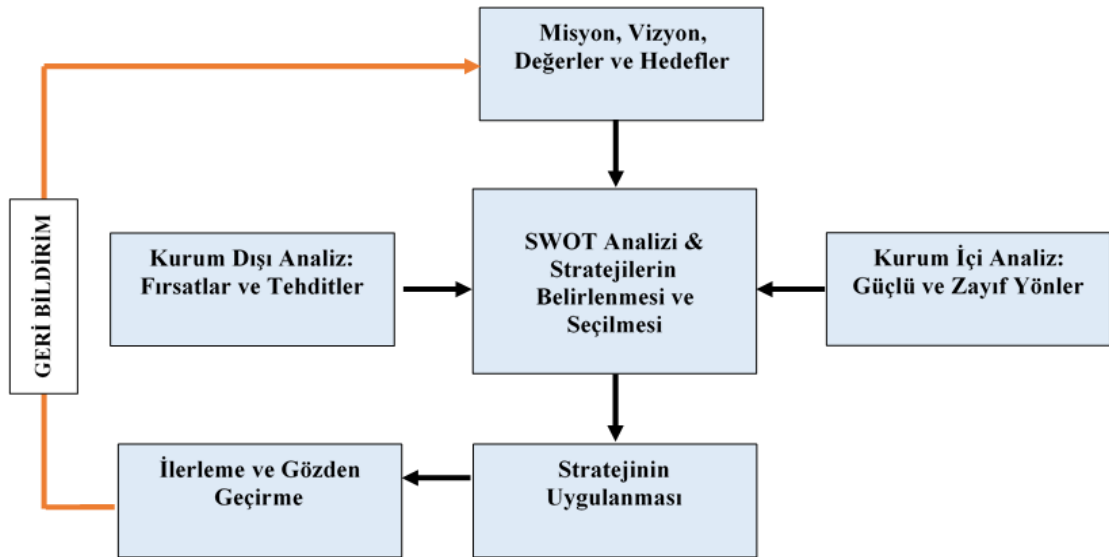 Misyon, Vizyon,
Değerler ve Hedefler
GERİ BİLDİRİM
Kurum Dışı Analiz:
Fırsatlar ve Tehditler
SWOT Analizi &
Stratejilerin
Belirlenmesi ve
Seçilmesi
Kurum İçi Analiz:
Güçlü ve Zayıf Yönler
İlerleme ve Gözden
Geçirme
Stratejinin
Uygulanması